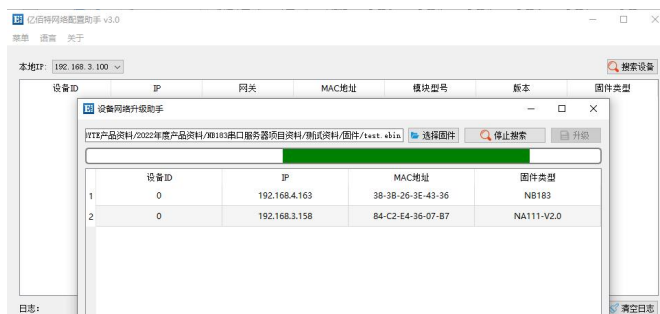 亿佰特网络配置助手 v3.0
菜单 语言 关于
本地IP: 192.168.3.100 搜索设备
设备ID IP 网关 MAC地址 模块型号 版本 固件类型
设备网络升级助手
产品资料/2022年度产品资料/NB183串口服务器项目资料/测试资料/固件/test.ebin 选择固件 停止搜索 升级
设备ID IP MAC地址 固件类型
1 0 192.168.4.163 38-3B-26-3E-43-36 NB183
2 0 192.168.3.158 84-C2-E4-36-07-B7 NA111-V2.0
日志: 清空日志